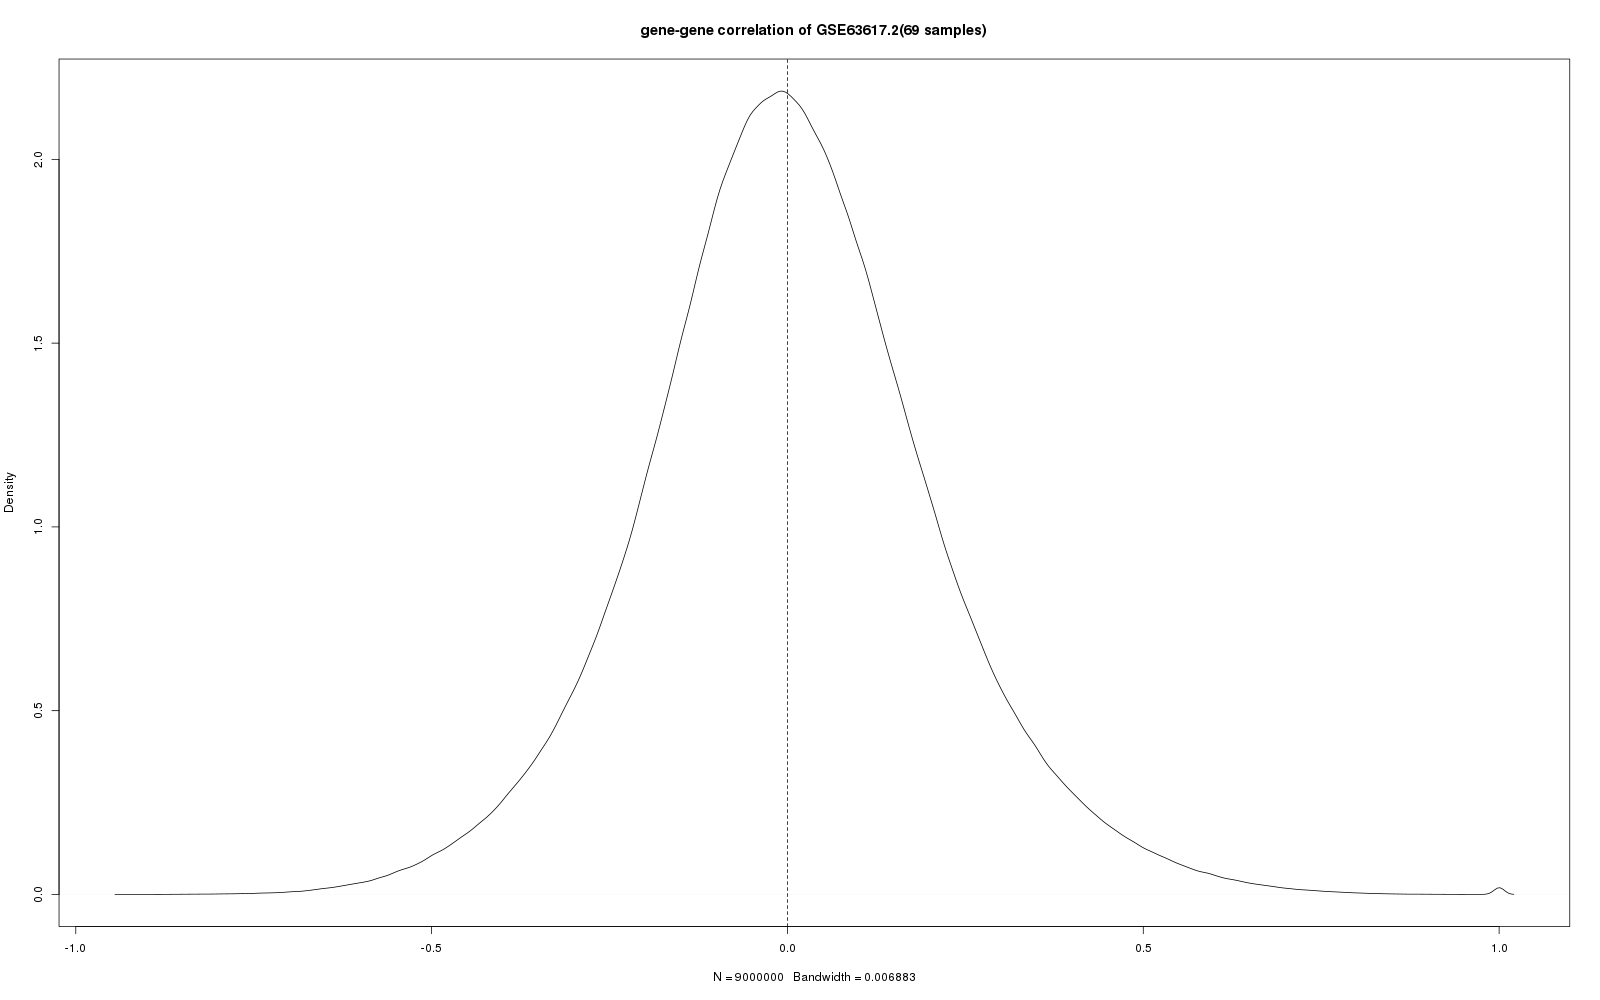 gene-gene correlation of GSE63617.2(69 samples)
Density
2.0
1.5
1.0
0.5
0.0
-1.0 -0.5 0.0 0.5 1.0
N = 9000000 Bandwidth = 0.006883